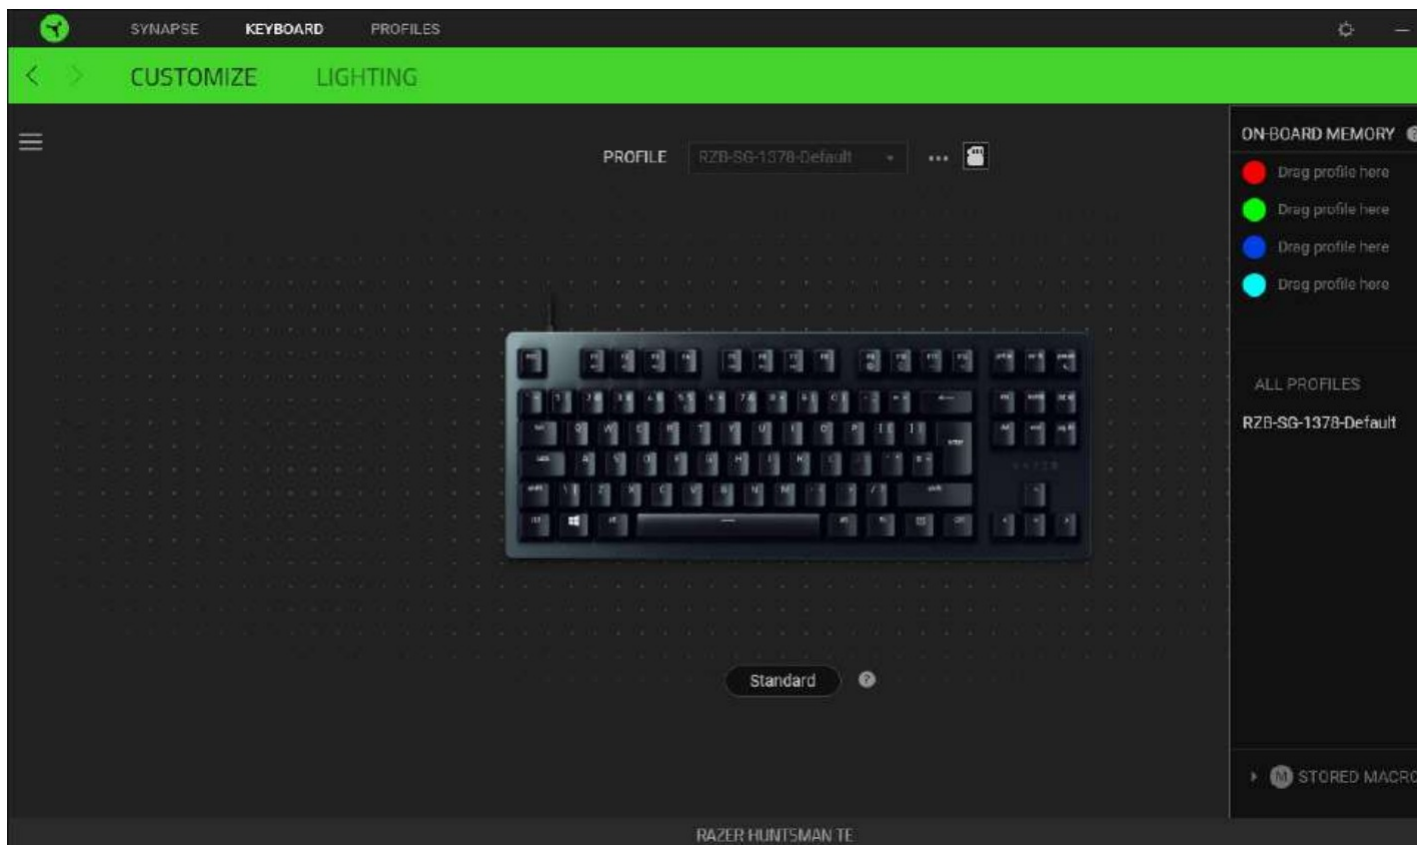 SYNAPSE KEYBOARD PROFILES
CUSTOMIZE LIGHTING
PROFILE RZB-SG-1378-Default
ON-BOARD MEMORY
Drag profile here
Drag profile here
Drag profile here
Drag profile here
ALL PROFILES
RZB-SG-1378-Default
Standard ?
M STORED MACRO
RAZER HUNTSMAN TE